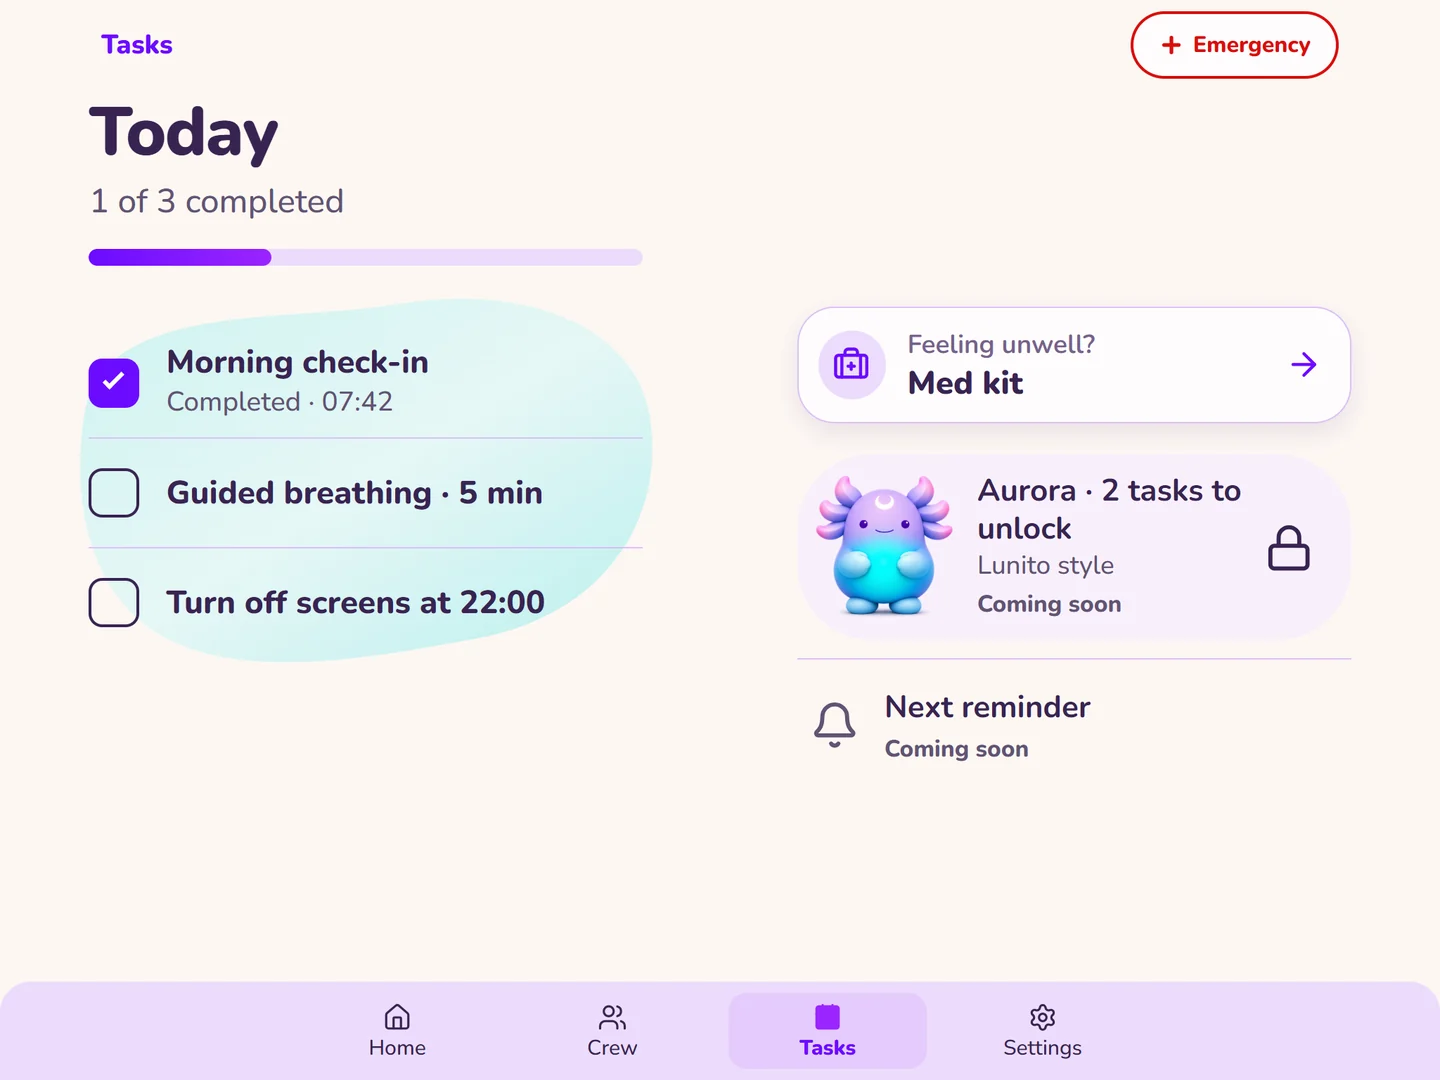 Tasks
+ Emergency
Today
1 of 3 completed
Morning check-in
Completed · 07:42
Guided breathing · 5 min
Turn off screens at 22:00
Feeling unwell?
Med kit
Aurora · 2 tasks to
unlock
Lunito style
Coming soon
Next reminder
Coming soon
Home
Crew
Tasks
Settings